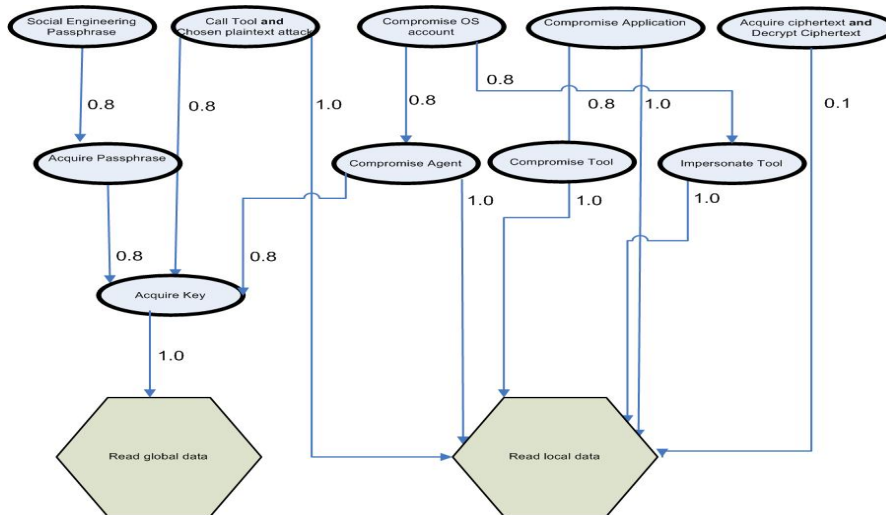 Social Engineering
Passphrase
Call Tool and
Chosen plaintext attack
Compromise OS
account
Compromise Application
Acquire ciphertext and
Decrypt Ciphertext
0.8
0.8
1.0
0.8
0.8
0.8
1.0
0.1
Acquire Passphrase
Compromise Agent
Compromise Tool
Impersonate Tool
1.0
1.0
1.0
0.8
0.8
Acquire Key
1.0
Read global data
Read local data